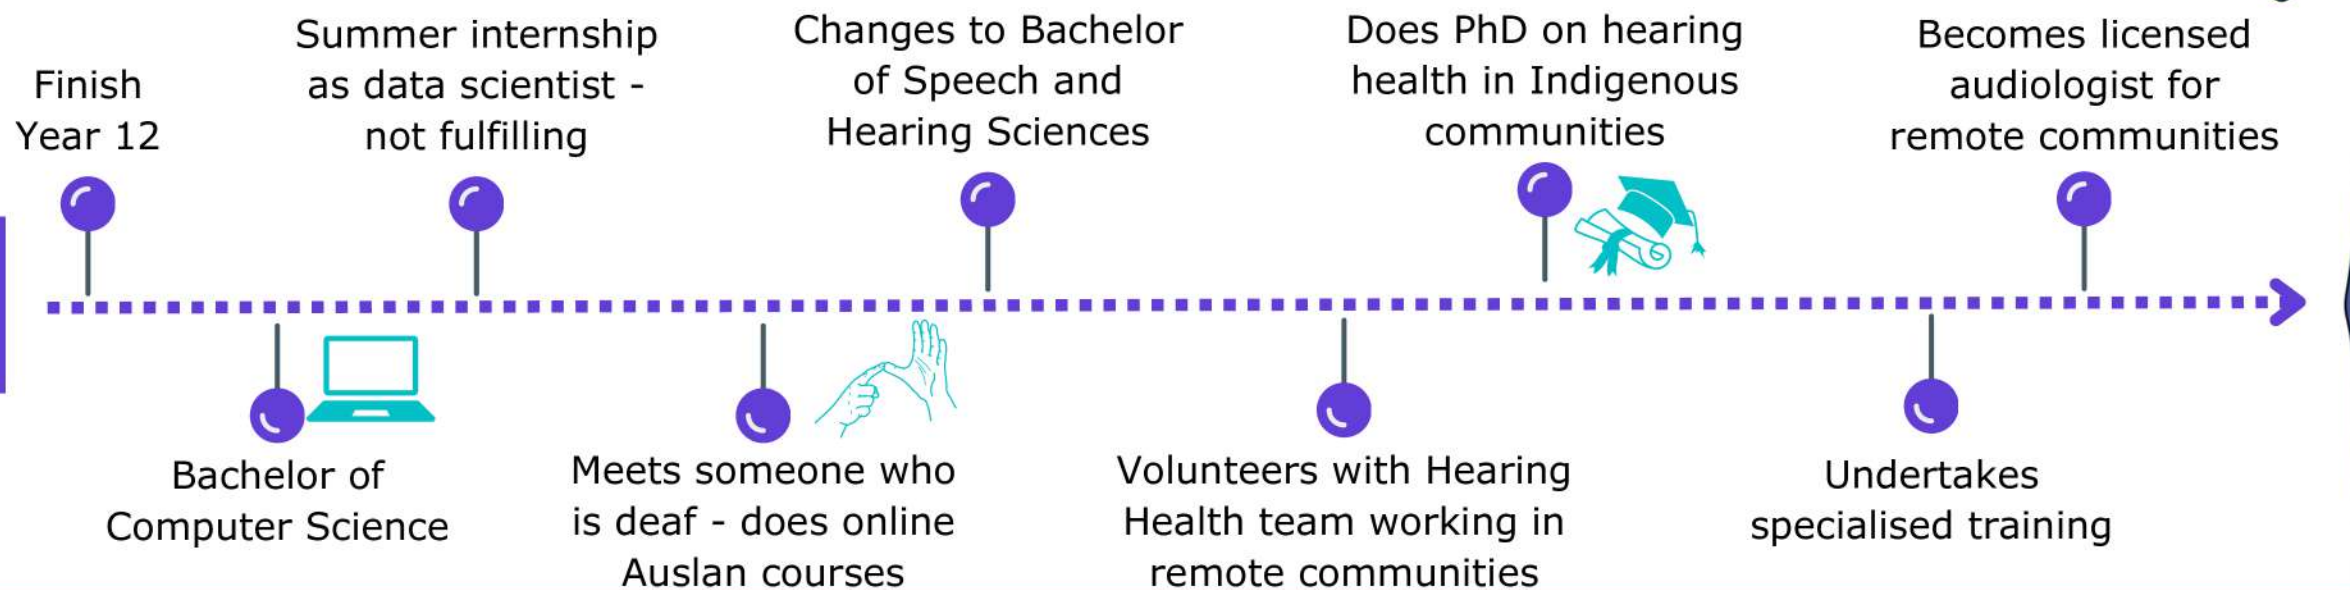 Finish
Year 12
Bachelor of
Computer Science
Summer internship
as data scientist -
not fulfilling
Meets someone who
is deaf - does online
Auslan courses
Changes to Bachelor
of Speech and
Hearing Sciences
Volunteers with Hearing
Health team working in
remote communities
Does PhD on hearing
health in Indigenous
communities
Undertakes
specialised training
Becomes licensed
audiologist for
remote communities